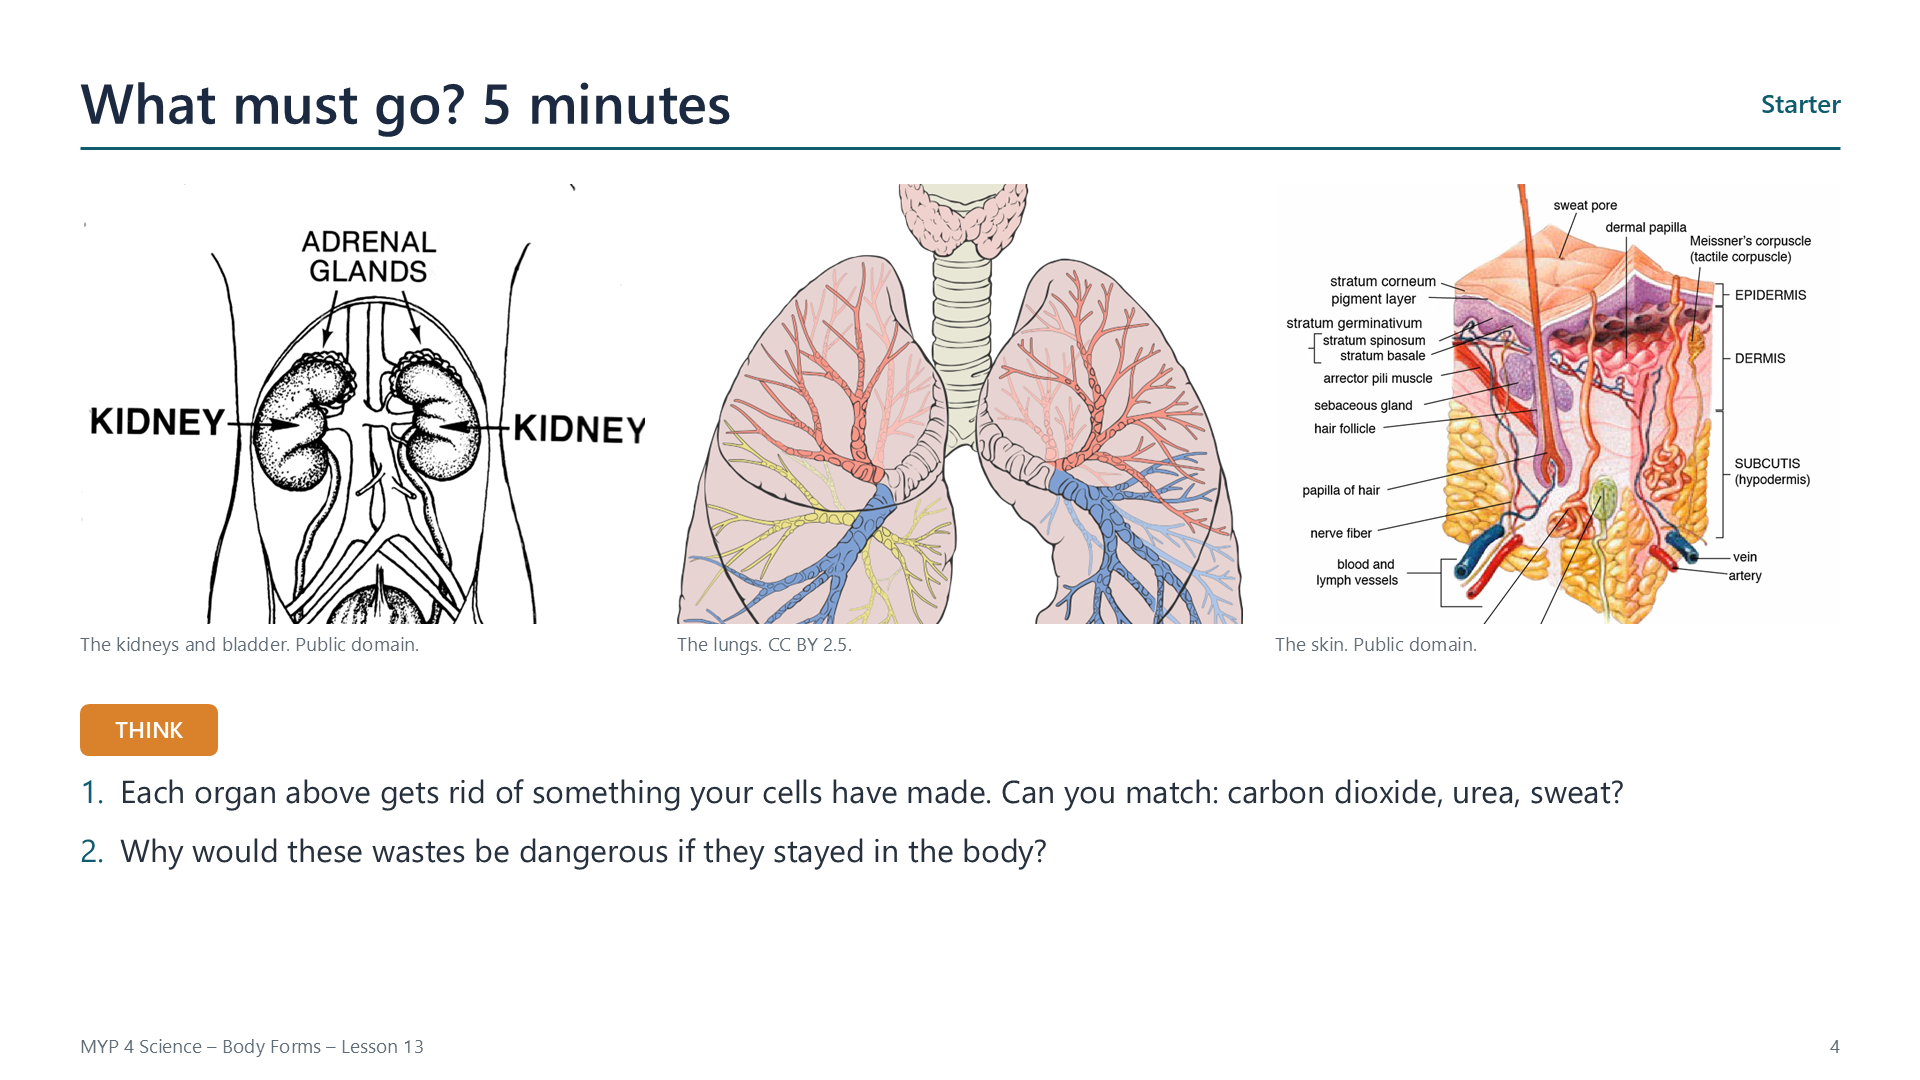 What must go? 5 minutes
Starter
ADRENAL
GLANDS
KIDNEY
KIDNEY
sweat pore
dermal papilla
Meissner's corpuscle
(tactile corpuscle)
stratum corneum
pigment layer
stratum germinativum
stratum spinosum
stratum basale
arrector pili muscle
sebaceous gland
hair follicle
papilla of hair
nerve fiber
blood and
lymph vessels
EPIDERMIS
DERMIS
SUBCUTIS
(hypodermis)
vein
artery
The kidneys and bladder. Public domain.
The lungs. CC BY 2.5.
The skin. Public domain.
THINK
1. Each organ above gets rid of something your cells have made. Can you match: carbon dioxide, urea, sweat?
2. Why would these wastes be dangerous if they stayed in the body?
MYP 4 Science – Body Forms – Lesson 13
4